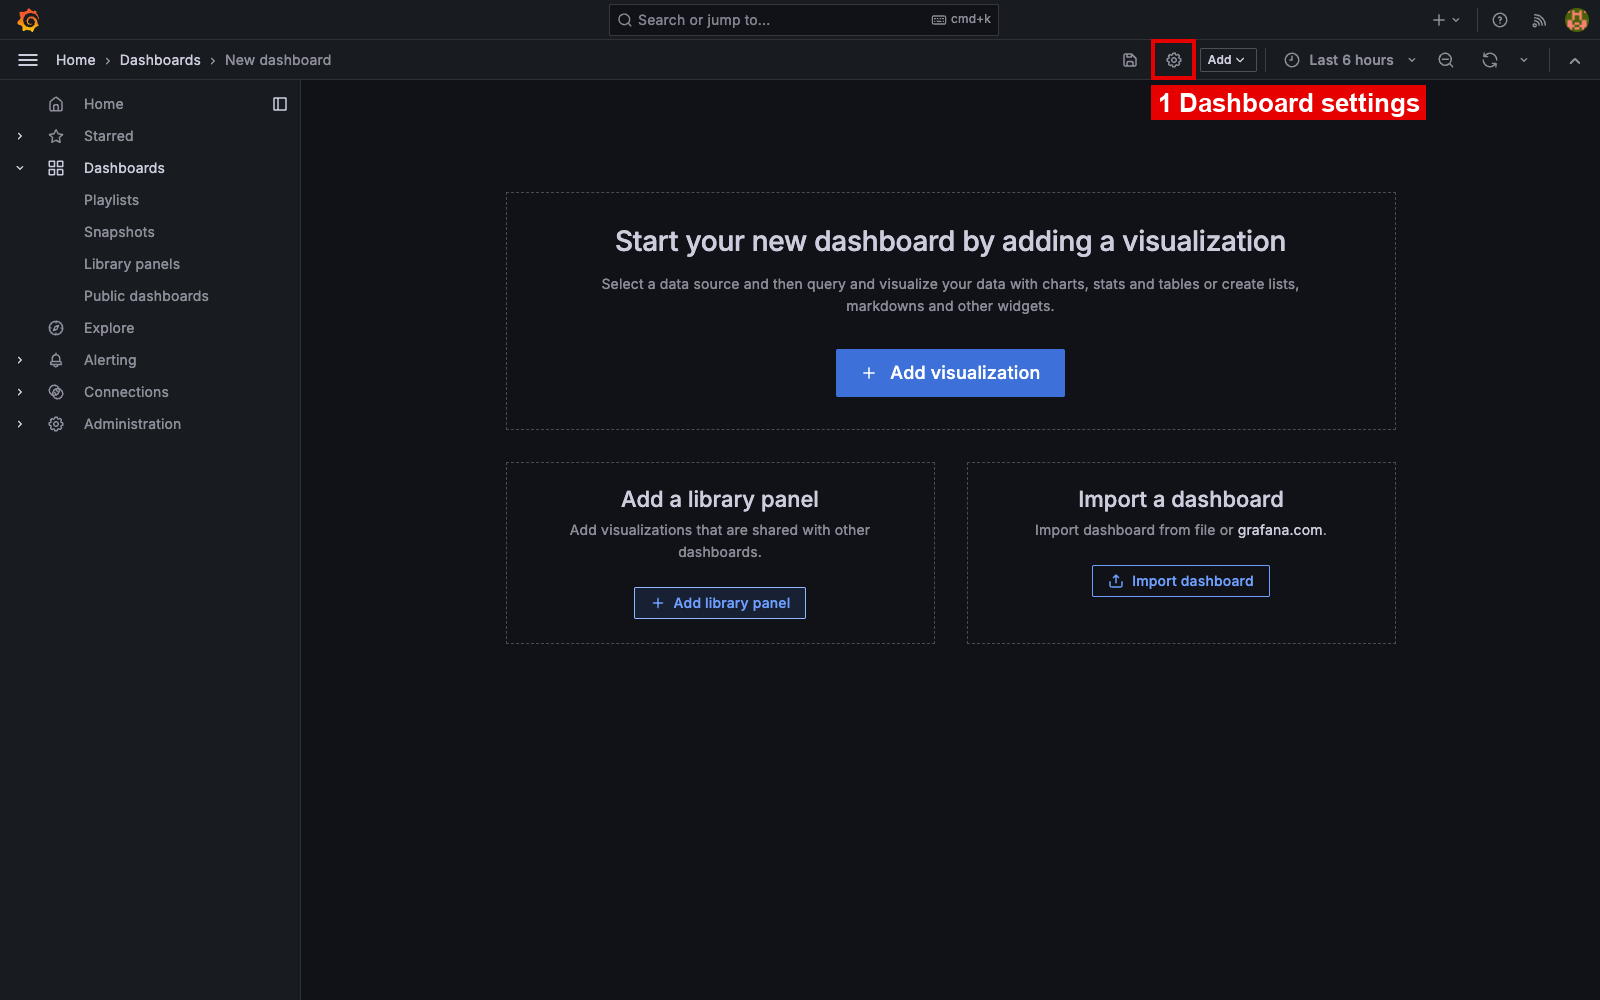 Search or jump to...
cmd+k
Home › Dashboards › New dashboard
Add
Last 6 hours
1 Dashboard settings
Home
Starred
Dashboards
Playlists
Snapshots
Library panels
Public dashboards
Explore
Alerting
Connections
Administration
Start your new dashboard by adding a visualization
Select a data source and then query and visualize your data with charts, stats and tables or create lists,
markdowns and other widgets.
Add visualization
Add a library panel
Add visualizations that are shared with other
dashboards.
Add library panel
Import a dashboard
Import dashboard from file or grafana.com.
Import dashboard